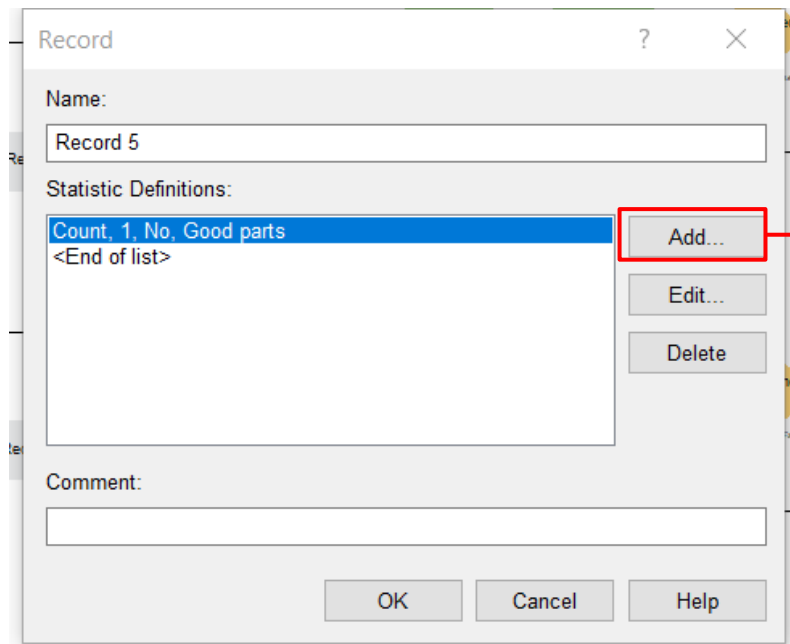 Record ?
Name:
Record 5
Statistic Definitions:
Count, 1, No, Good parts
<End of list>
Add...
Edit...
Delete
Comment:
OK Cancel Help